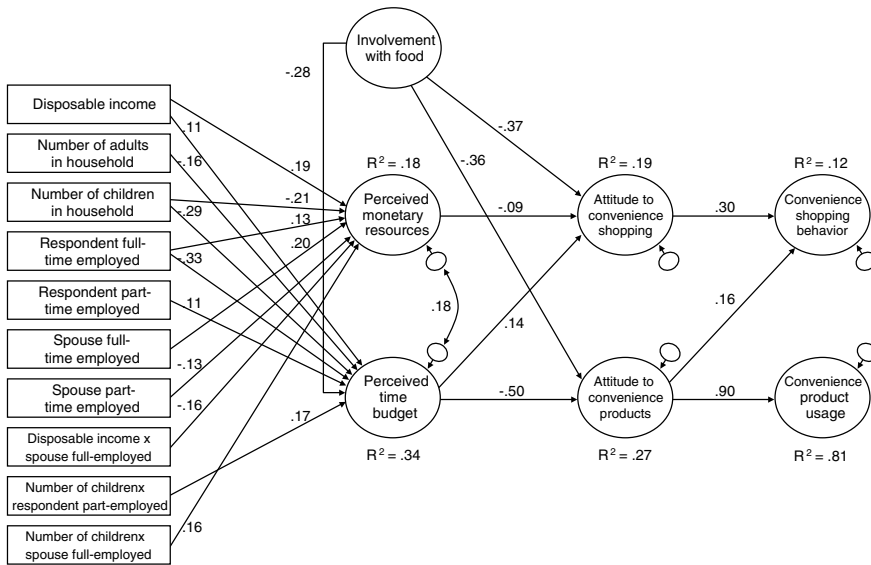 Involvement
with food
-.28
Disposable income
.11
Number of adults
in household
-.16
.19
-.37
-.36
R² = .18
R² = .19
R² = .12
Number of children
in household
-.29
-.21
.13
Perceived
monetary
resources
-.09
Attitude to
convenience
shopping
.30
Convenience
shopping
behavior
Respondent full-
time employed
-.33
.20
Respondent part-
time employed
.11
.18
.14
.16
Spouse full-
time employed
-.13
Spouse part-
time employed
-.16
Perceived
time
budget
-.50
Attitude to
convenience
products
.90
Convenience
product
usage
Disposable income x
spouse full-employed
.17
R² = .34
R² = .27
R² = .81
Number of childrenx
respondent part-employed
Number of childrenx
spouse full-employed
.16